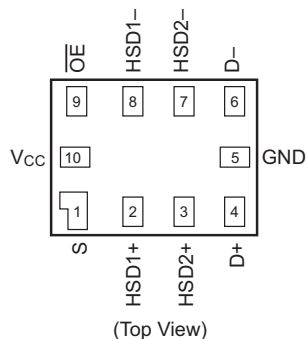 OE
HSD1–
HSD2–
D–
9
8
7
6
VCC
10
5
GND
1
2
3
4
S
HSD1+
HSD2+
D+
(Top View)